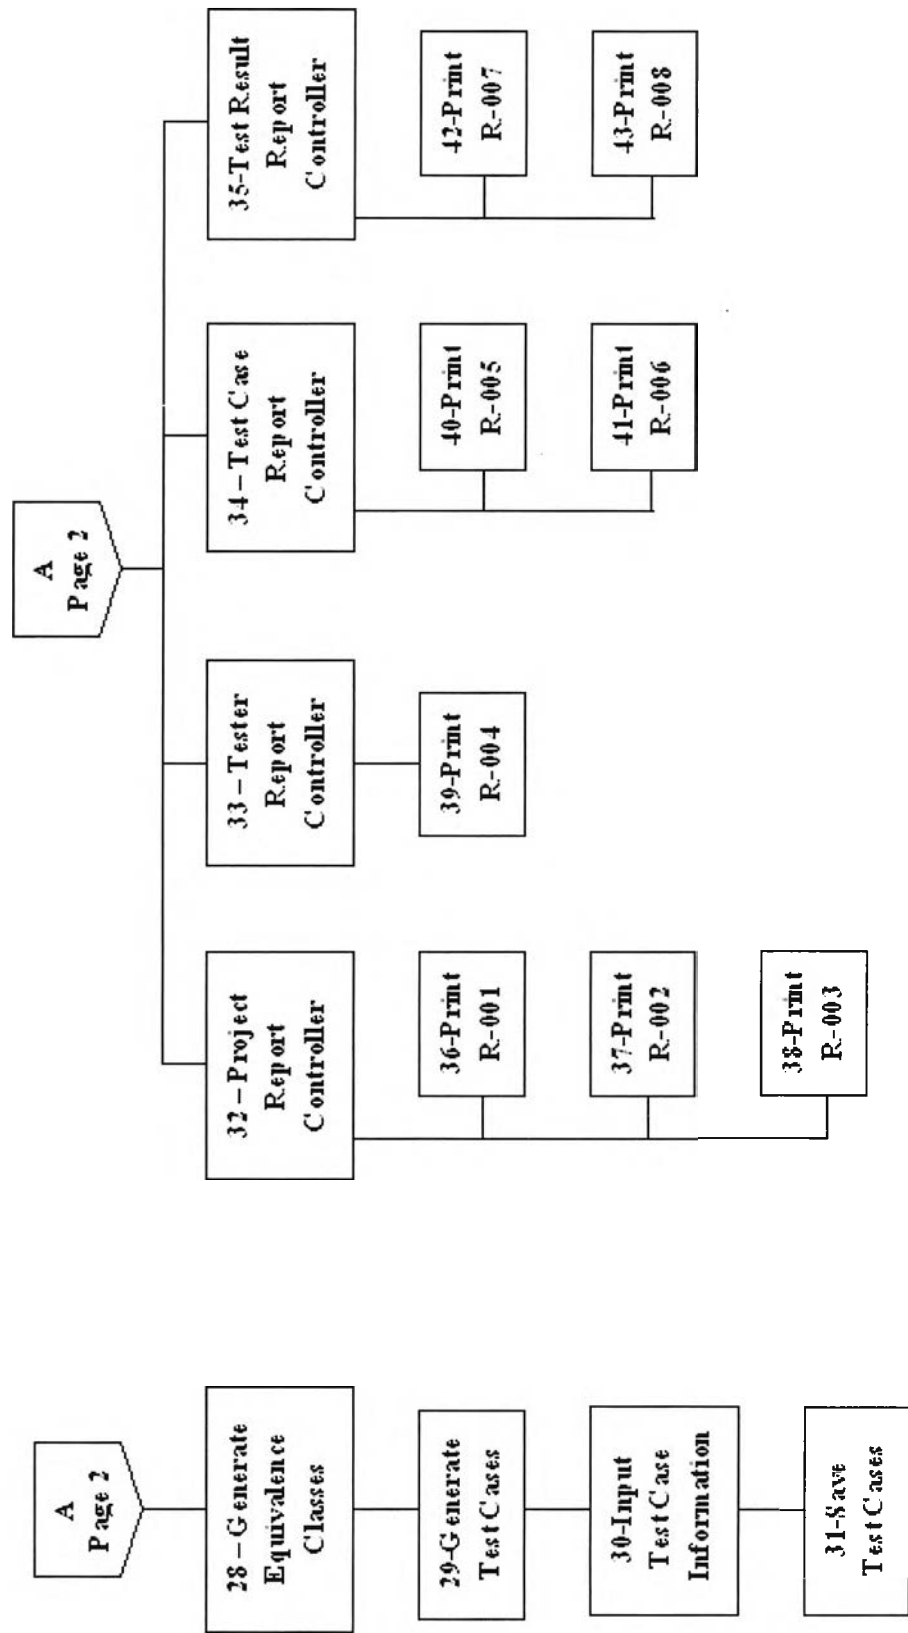 A
Page 2
28 – Generate
Equivalence
Classes
29-Generate
Test Cases
30-Input
Test Case
Information
31-Save
Test Cases
A
Page 2
32 – Project
Report
Controller
36-Print
R-001
37-Print
R-002
38-Print
R-003
33 – Tester
Report
Controller
39-Print
R-004
34 – Test Case
Report
Controller
40-Print
R-005
41-Print
R-006
35-Test Result
Report
Controller
42-Print
R-007
43-Print
R-008